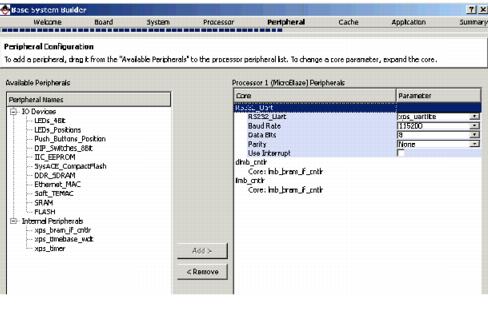 Base System Builder
Welcome Board System Processor Peripheral Cache Application Summary
Peripheral Configuration
To add a peripheral, drag it from the "Available Peripherals" to the processor peripheral list. To change a core parameter, expand the core.
Available Peripherals
Peripheral Names
IO Devices
LEDs_4Bit
LEDs_Positions
Push_Buttons_Position
DIP_Switches_8Bit
IIC_EEPROM
SysACE_CompactFlash
DDR_SDRAM
Ethernet_MAC
Soft_TEMAC
SRAM
FLASH
Internal Peripherals
xps_bram_if_cntlr
xps_timebase_wdt
xps_timer
Add >
< Remove
Processor 1 (MicroBlaze) Peripherals
Core Parameter
RS232_Uart
RS232_Uart xps_uartlite
Baud Rate 115200
Data Bits 8
Parity None
Use Interrupt
dlmb_cntlr
Core: lmb_bram_if_cntlr
ilmb_cntlr
Core: lmb_bram_if_cntlr